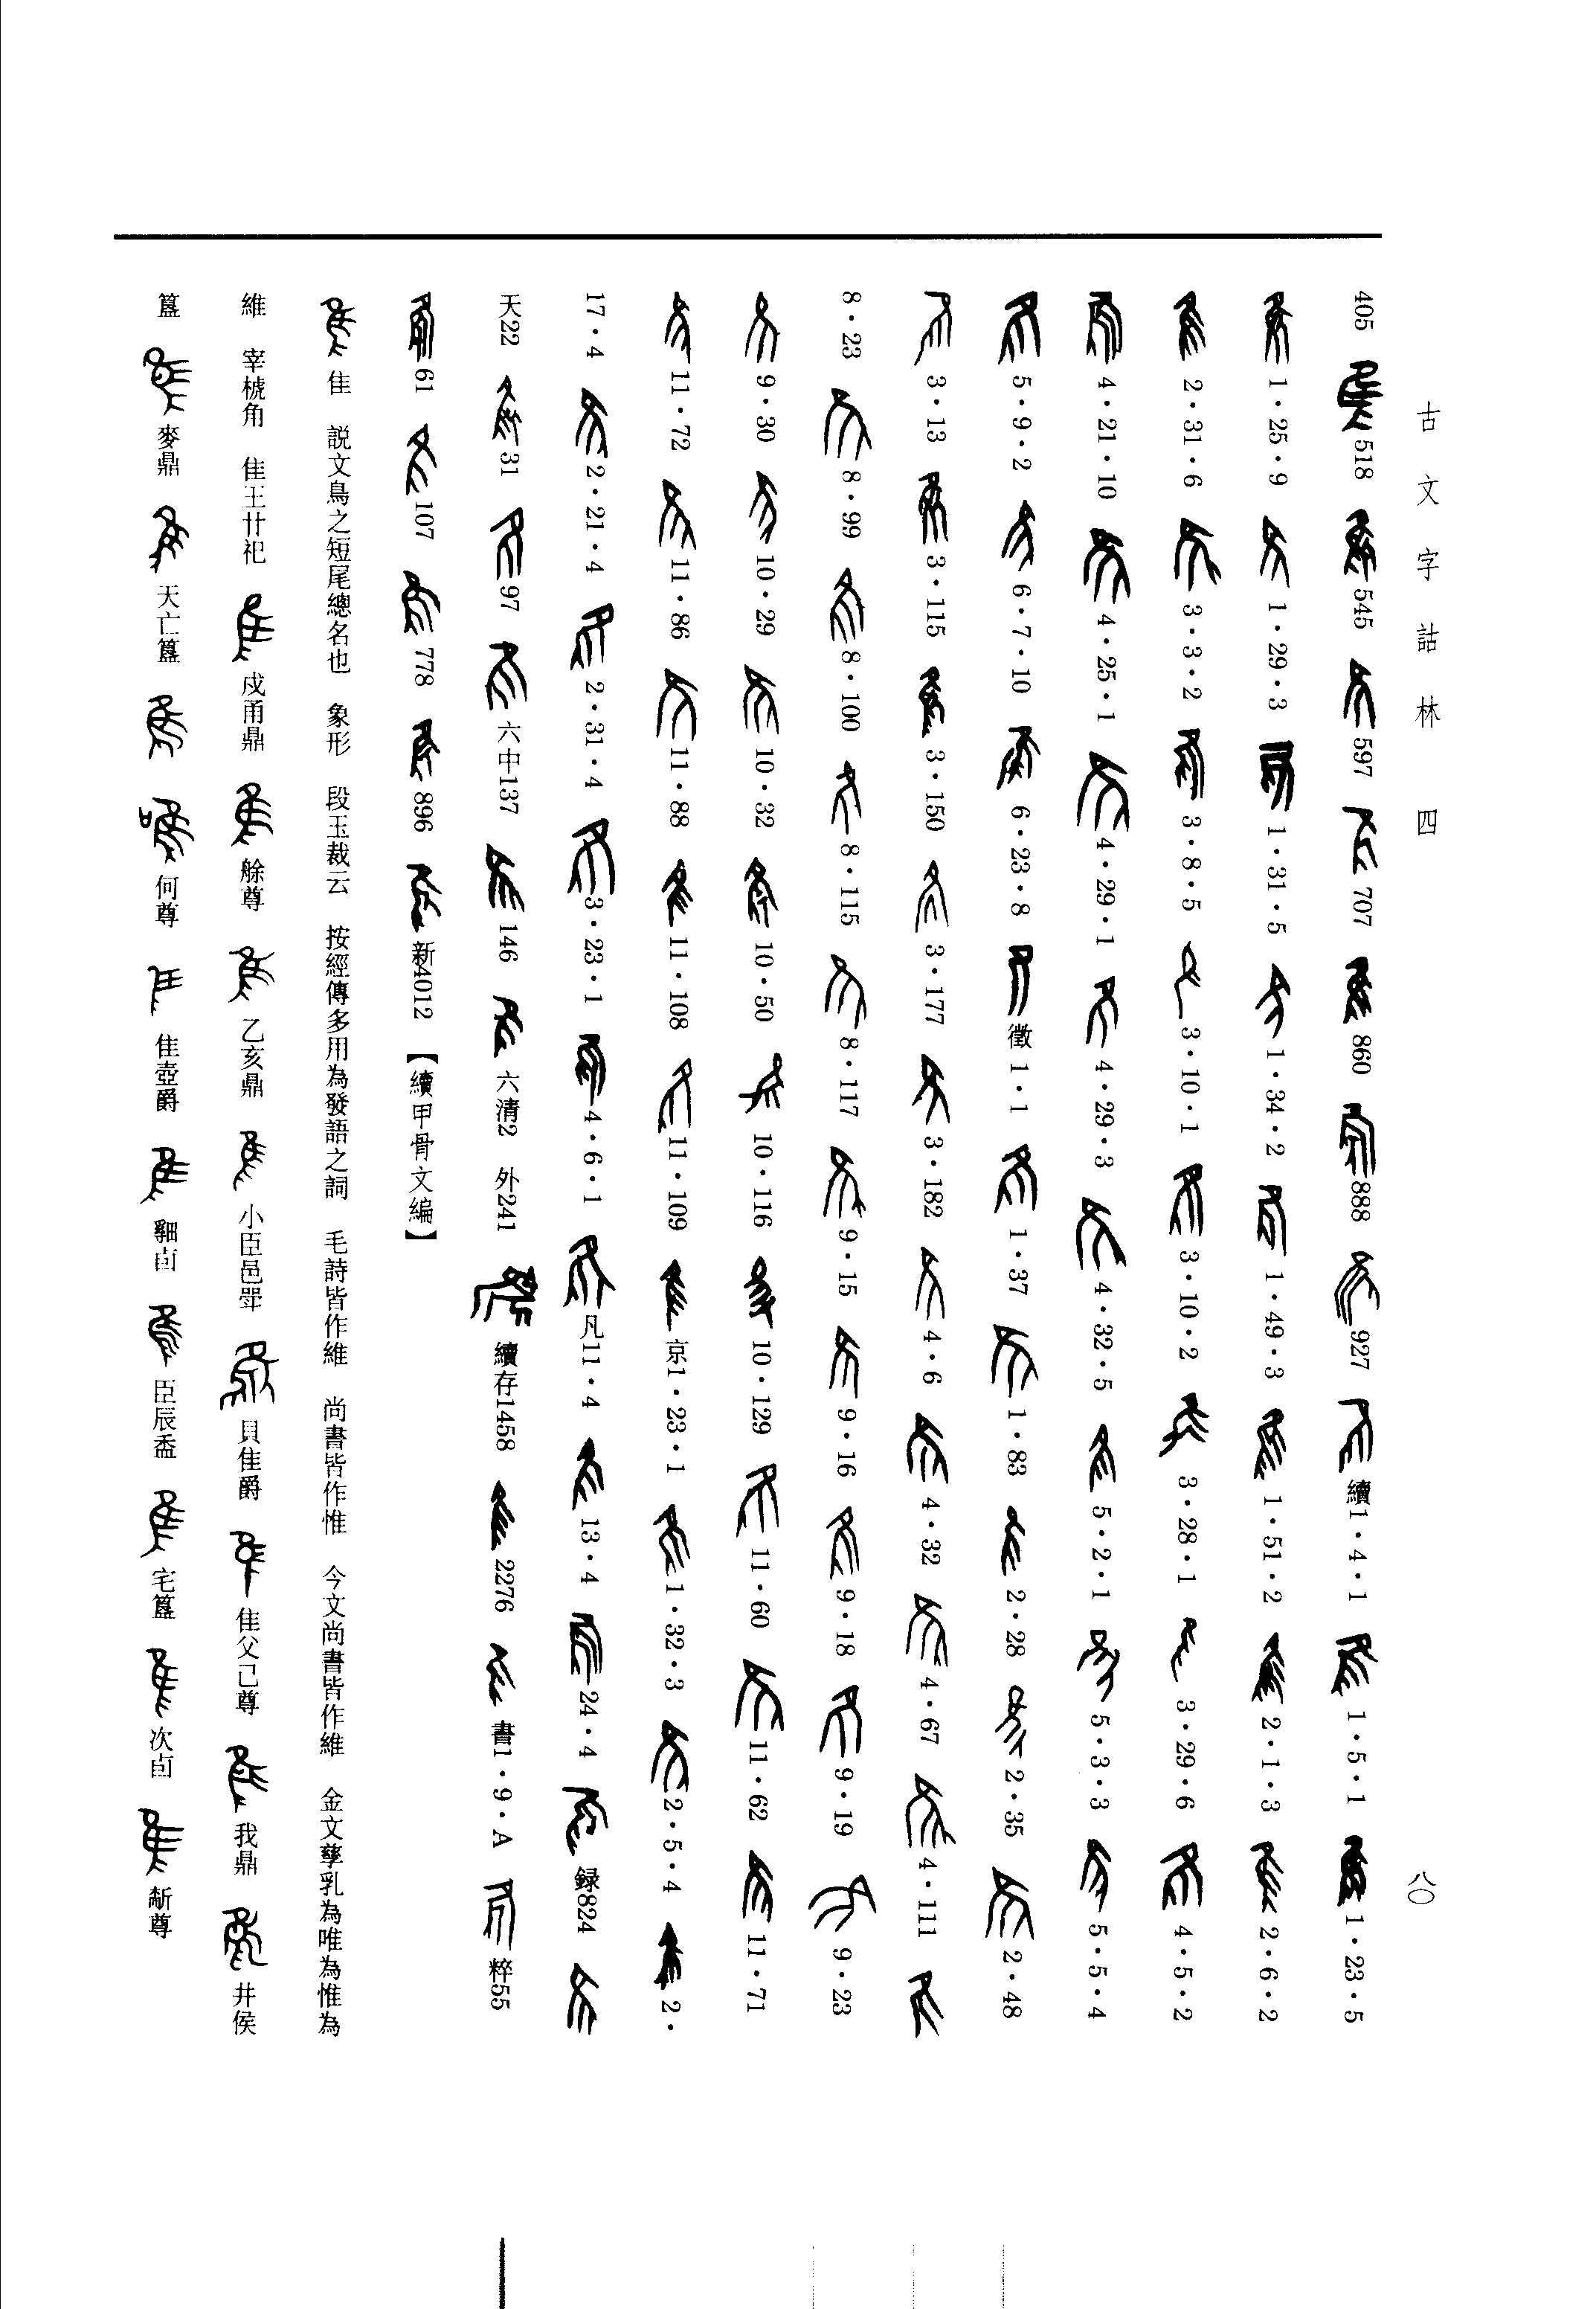 古文字詁林 四
八〇
405 518 545 597 707 860 888 927 續1·4·1 1·5·1 1·23·5
1·25·9 1·29·3 1·31·5 1·34·2 1·49·3 1·51·2 2·1·3 2·6·2
2·31·6 3·3·2 3·8·5 3·10·1 3·10·2 3·28·1 3·29·6 4·5·2
4·21·10 4·25·1 4·29·1 4·29·3 4·32·5 5·2·1 5·3·3 5·5·4
5·9·2 6·7·10 6·23·8 徵1·1 1·37 1·83 2·28 2·35 2·48
3·13 3·115 3·150 3·177 3·182 4·6 4·32 4·67 4·111
8·23 8·99 8·100 8·115 8·117 9·15 9·16 9·18 9·19 9·23
9·30 10·29 10·32 10·50 10·116 10·129 11·60 11·62 11·71
11·72 11·86 11·88 11·108 11·109 京1·23·1 1·32·3 2·5·4 2·
17·4 2·21·4 2·31·4 3·23·1 4·6·1 凡11·4 13·4 24·4 録824
天22 31 97 六中137 146 六清2 外241 續存1458 2276 書1·9·A 粹55
61 107 778 896 新4012 【續甲骨文編】
隹 説文鳥之短尾總名也 象形 段玉裁云 按經傳多用為發語之詞 毛詩皆作維 尚書皆作惟 今文尚書皆作維 金文孳乳為唯為惟為
維 宰椃角 隹王廿祀 戍甬鼎 艅尊 乙亥鼎 小臣邑斝 貝隹爵 隹父己尊 我鼎 井侯
簋 麥鼎 天亡簋 何尊 隹壺爵 卣 臣辰盉 宅簋 次卣 尊